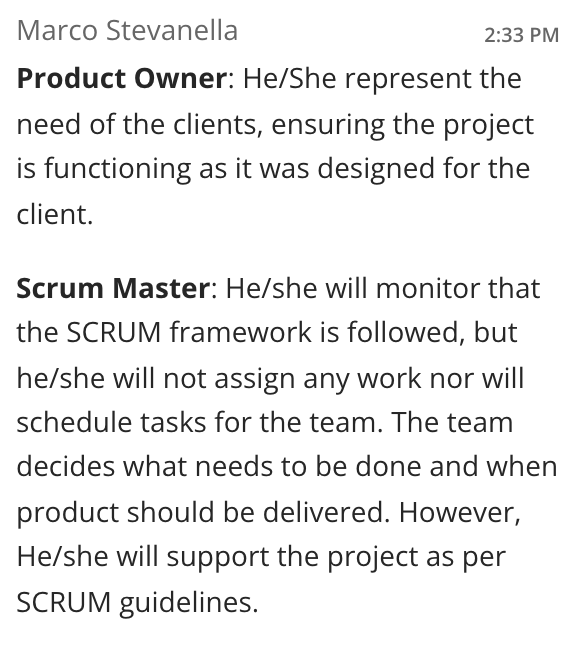 Marco Stevanella
2:33 PM
Product Owner: He/She represent the
need of the clients, ensuring the project
is functioning as it was designed for the
client.
Scrum Master: He/she will monitor that
the SCRUM framework is followed, but
he/she will not assign any work nor will
schedule tasks for the team. The team
decides what needs to be done and when
product should be delivered. However,
He/she will support the project as per
SCRUM guidelines.